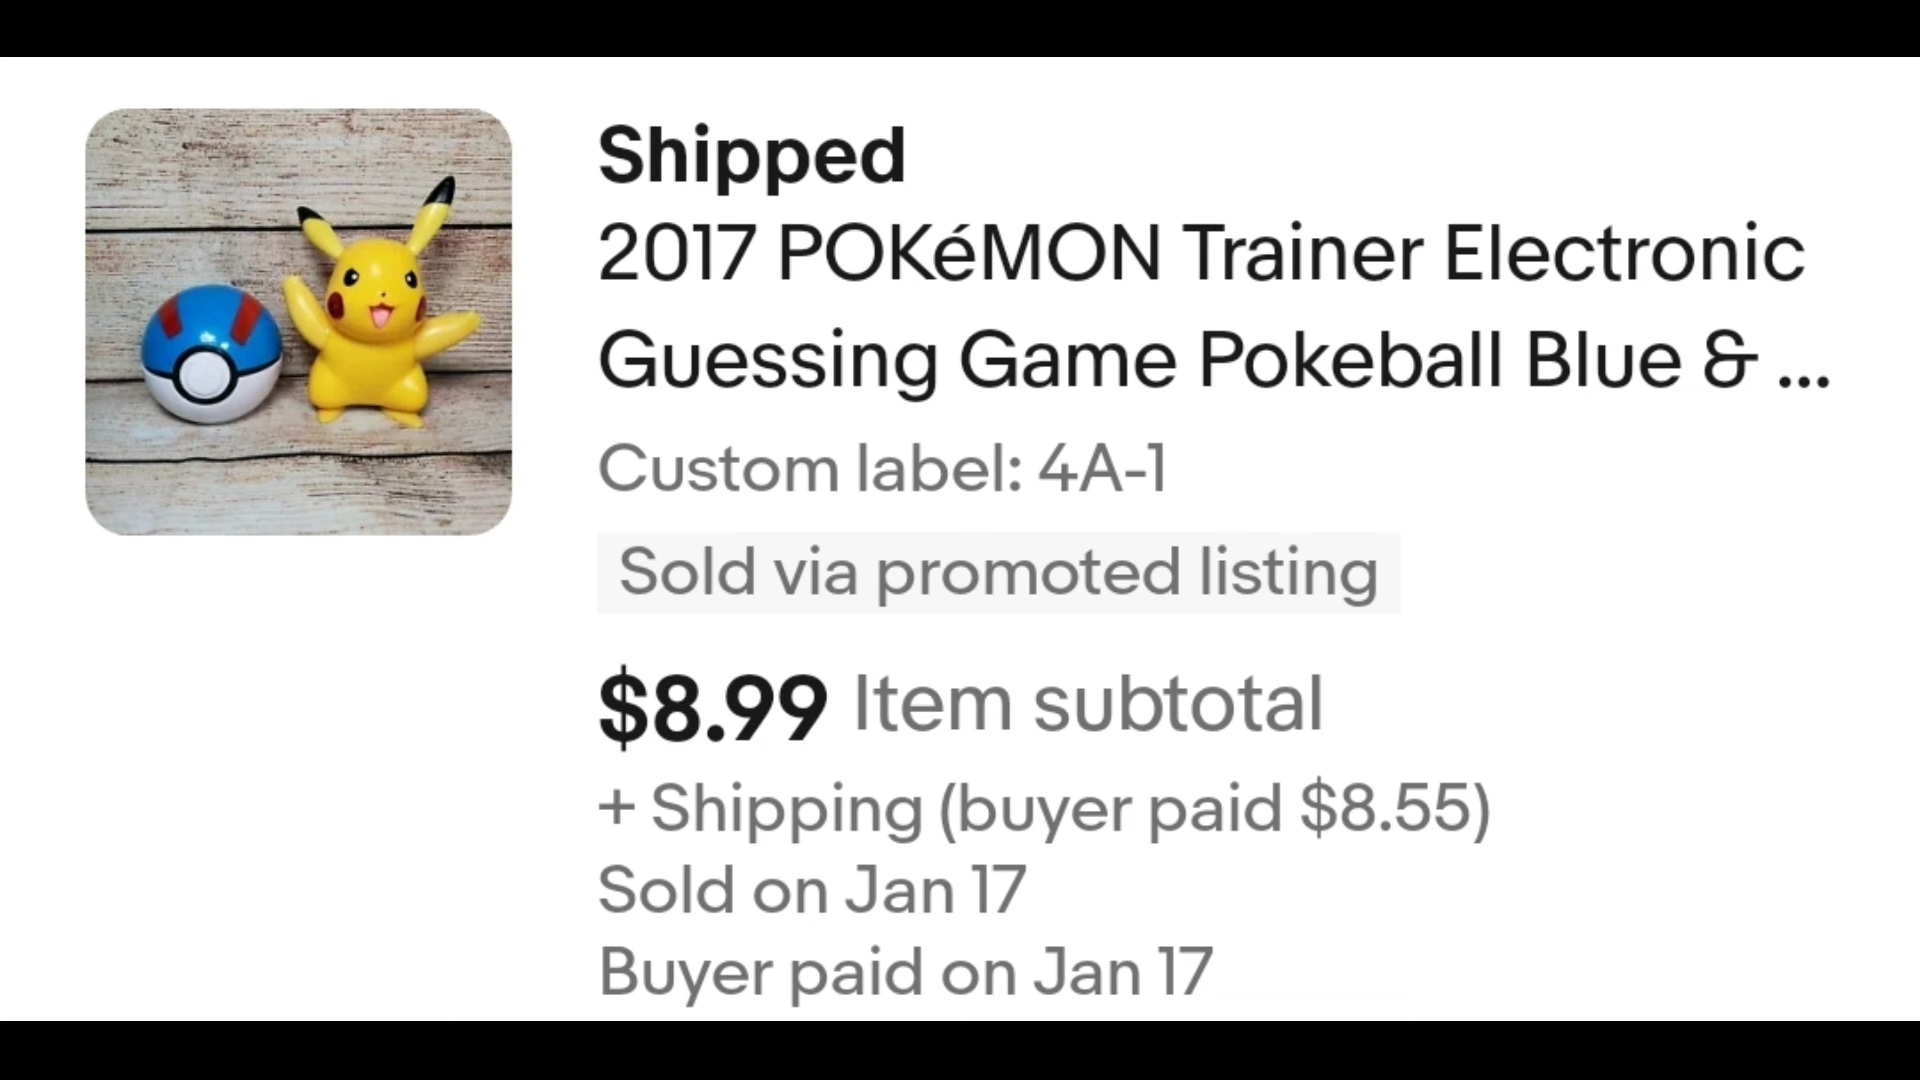 Shipped
2017 POKéMON Trainer Electronic
Guessing Game Pokeball Blue & ...
Custom label: 4A-1
Sold via promoted listing
$8.99 Item subtotal
+ Shipping (buyer paid $8.55)
Sold on Jan 17
Buyer paid on Jan 17